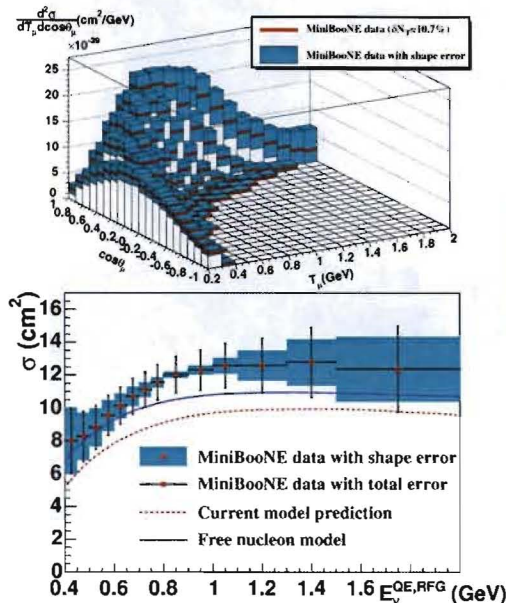 d²σ
dT_μdcosθ_μ (cm²/GeV)
×10⁻³⁹
MiniBooNE data (δN_T=10.7%)
MiniBooNE data with shape error
25
20
15
10
5
0
0.8 0.6 0.4 0.2 0 -0.2 -0.4 -0.6 -0.8 -1
cosθ_μ
0.2 0.4 0.6 0.8 1 1.2 1.4 1.6 1.8 2
T_μ(GeV)
σ (cm²)
16
14
12
10
8
6
4
2
0
MiniBooNE data with shape error
MiniBooNE data with total error
Current model prediction
Free nucleon model
0.4 0.6 0.8 1 1.2 1.4 1.6
E_ν^QE,RFG (GeV)